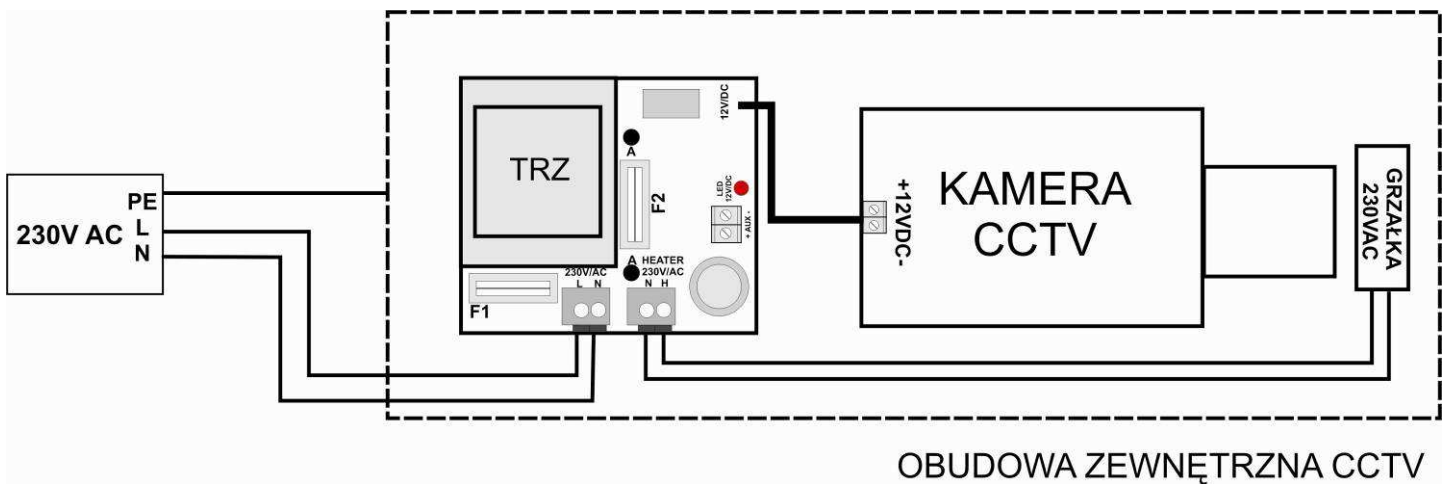 230V AC
PE
L
N
TRZ
12V/DC
A
F2
LED
12V/DC
+ AUX -
A
HEATER
230V/AC
N H
230V/AC
L N
F1
+12VDC-
KAMERA
CCTV
GRZAŁKA
230VAC
OBUDOWA ZEWNĘTRZNA CCTV